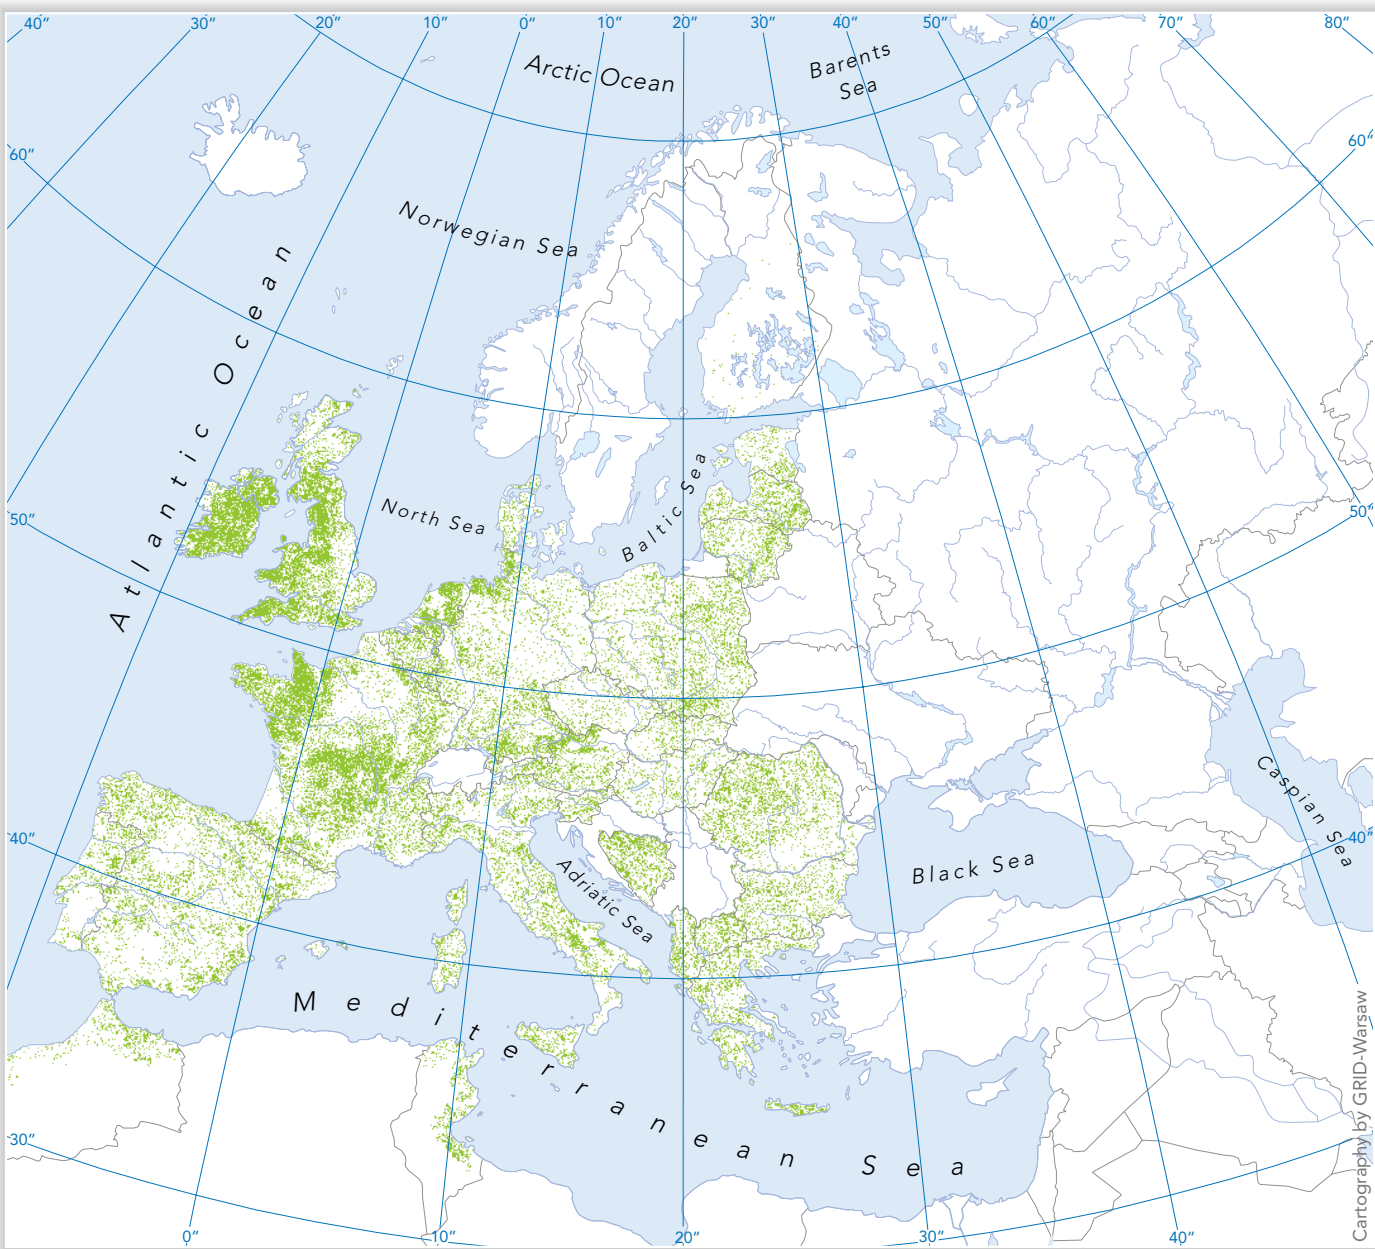 40″ 30″ 20″ 10″ 0″ 10″ 20″ 30″ 40″ 50″ 60″ 70″ 80″
Arctic Ocean
Barents
Sea
60″
60″
Norwegian Sea
Atlantic Ocean
North Sea
Baltic Sea
50″
50″
Caspian Sea
40″
40″
Black Sea
Adriatic Sea
Mediterranean Sea
30″
0″ 10″ 20″ 30″ 40″
Cartography by GRID-Warsaw